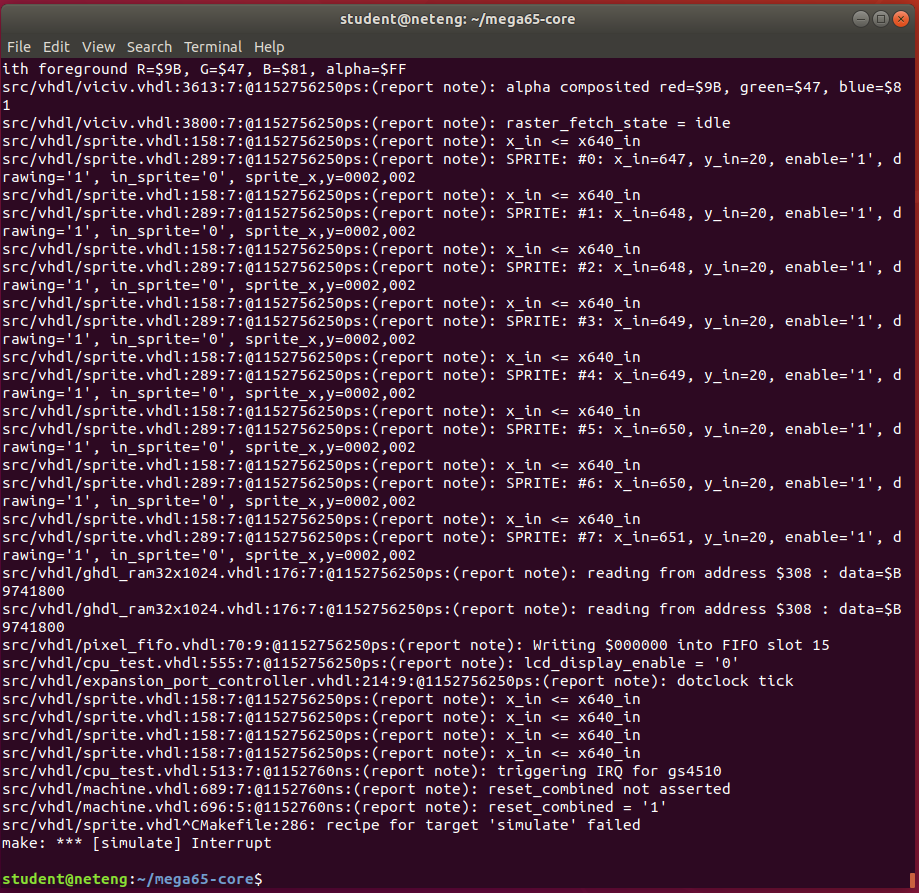 student@neteng: ~/mega65-core
File Edit View Search Terminal Help
ith foreground R=$9B, G=$47, B=$81, alpha=$FF
src/vhdl/viciv.vhdl:3613:7:@1152756250ps:(report note): alpha composited red=$9B, green=$47, blue=$8
1
src/vhdl/viciv.vhdl:3800:7:@1152756250ps:(report note): raster_fetch_state = idle
src/vhdl/sprite.vhdl:158:7:@1152756250ps:(report note): x_in <= x640_in
src/vhdl/sprite.vhdl:289:7:@1152756250ps:(report note): SPRITE: #0: x_in=647, y_in=20, enable='1', d
rawing='1', in_sprite='0', sprite_x,y=0002,002
src/vhdl/sprite.vhdl:158:7:@1152756250ps:(report note): x_in <= x640_in
src/vhdl/sprite.vhdl:289:7:@1152756250ps:(report note): SPRITE: #1: x_in=648, y_in=20, enable='1', d
rawing='1', in_sprite='0', sprite_x,y=0002,002
src/vhdl/sprite.vhdl:158:7:@1152756250ps:(report note): x_in <= x640_in
src/vhdl/sprite.vhdl:289:7:@1152756250ps:(report note): SPRITE: #2: x_in=648, y_in=20, enable='1', d
rawing='1', in_sprite='0', sprite_x,y=0002,002
src/vhdl/sprite.vhdl:158:7:@1152756250ps:(report note): x_in <= x640_in
src/vhdl/sprite.vhdl:289:7:@1152756250ps:(report note): SPRITE: #3: x_in=649, y_in=20, enable='1', d
rawing='1', in_sprite='0', sprite_x,y=0002,002
src/vhdl/sprite.vhdl:158:7:@1152756250ps:(report note): x_in <= x640_in
src/vhdl/sprite.vhdl:289:7:@1152756250ps:(report note): SPRITE: #4: x_in=649, y_in=20, enable='1', d
rawing='1', in_sprite='0', sprite_x,y=0002,002
src/vhdl/sprite.vhdl:158:7:@1152756250ps:(report note): x_in <= x640_in
src/vhdl/sprite.vhdl:289:7:@1152756250ps:(report note): SPRITE: #5: x_in=650, y_in=20, enable='1', d
rawing='1', in_sprite='0', sprite_x,y=0002,002
src/vhdl/sprite.vhdl:158:7:@1152756250ps:(report note): x_in <= x640_in
src/vhdl/sprite.vhdl:289:7:@1152756250ps:(report note): SPRITE: #6: x_in=650, y_in=20, enable='1', d
rawing='1', in_sprite='0', sprite_x,y=0002,002
src/vhdl/sprite.vhdl:158:7:@1152756250ps:(report note): x_in <= x640_in
src/vhdl/sprite.vhdl:289:7:@1152756250ps:(report note): SPRITE: #7: x_in=651, y_in=20, enable='1', d
rawing='1', in_sprite='0', sprite_x,y=0002,002
src/vhdl/ghdl_ram32x1024.vhdl:176:7:@1152756250ps:(report note): reading from address $308 : data=$B
9741800
src/vhdl/ghdl_ram32x1024.vhdl:176:7:@1152756250ps:(report note): reading from address $308 : data=$B
9741800
src/vhdl/pixel_fifo.vhdl:70:9:@1152756250ps:(report note): Writing $000000 into FIFO slot 15
src/vhdl/cpu_test.vhdl:555:7:@1152756250ps:(report note): lcd_display_enable = '0'
src/vhdl/expansion_port_controller.vhdl:214:9:@1152756250ps:(report note): dotclock tick
src/vhdl/sprite.vhdl:158:7:@1152756250ps:(report note): x_in <= x640_in
src/vhdl/sprite.vhdl:158:7:@1152756250ps:(report note): x_in <= x640_in
src/vhdl/sprite.vhdl:158:7:@1152756250ps:(report note): x_in <= x640_in
src/vhdl/sprite.vhdl:158:7:@1152756250ps:(report note): x_in <= x640_in
src/vhdl/cpu_test.vhdl:513:7:@1152760ns:(report note): triggering IRQ for gs4510
src/vhdl/machine.vhdl:689:7:@1152760ns:(report note): reset_combined not asserted
src/vhdl/machine.vhdl:696:5:@1152760ns:(report note): reset_combined = '1'
src/vhdl/sprite.vhdl^CMakefile:286: recipe for target 'simulate' failed
make: *** [simulate] Interrupt
student@neteng:~/mega65-core$